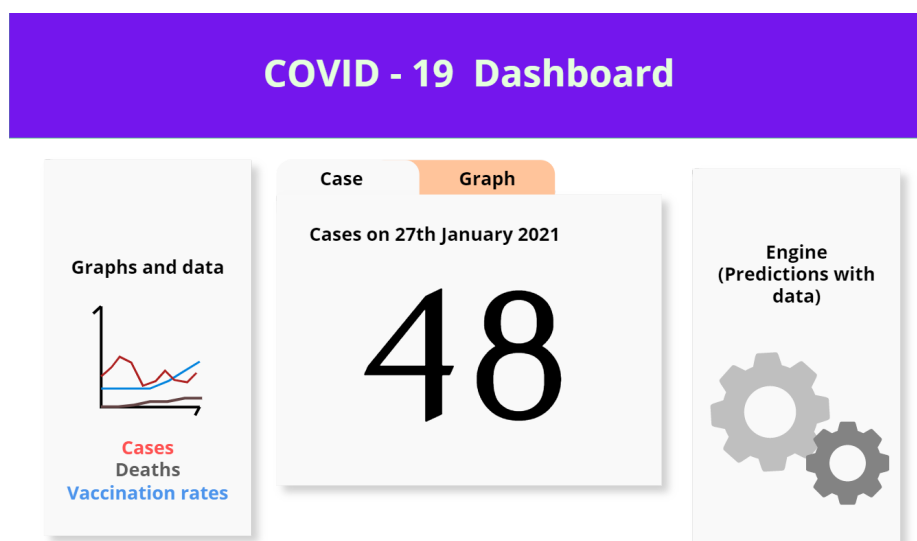 COVID - 19 Dashboard
Graphs and data
Cases
Deaths
Vaccination rates
Case
Graph
Cases on 27th January 2021
48
Engine
(Predictions with
data)